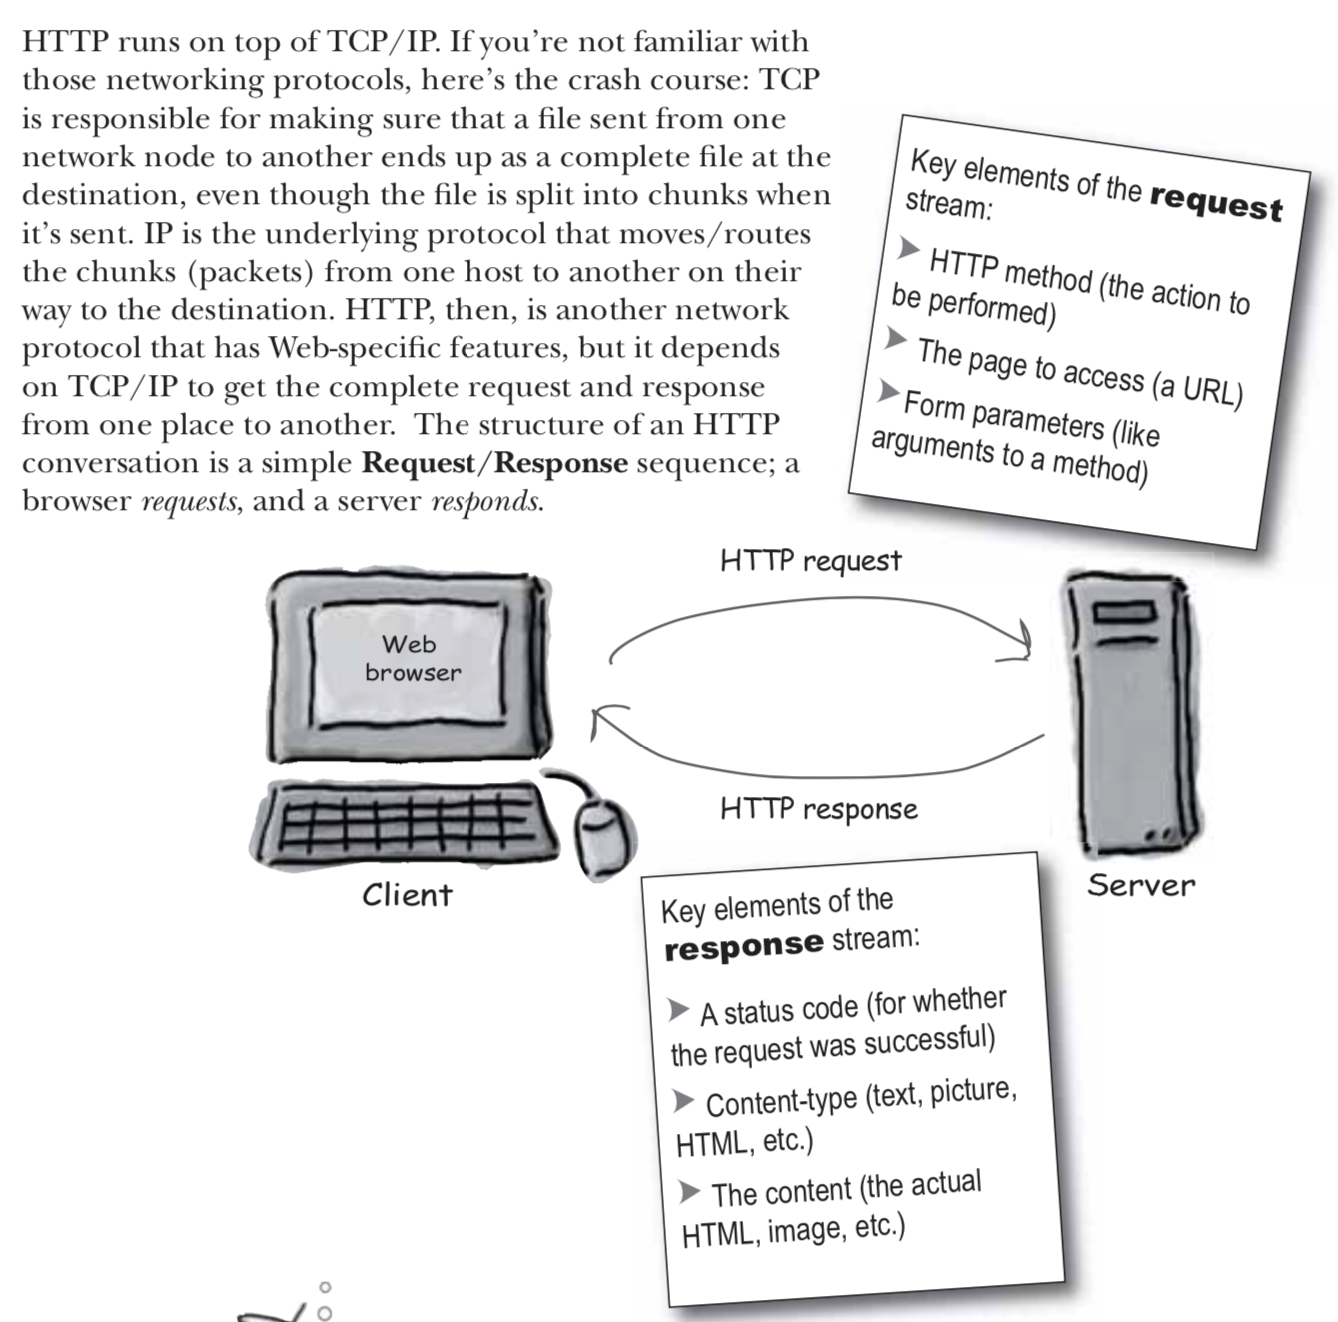 HTTP runs on top of TCP/IP. If you’re not familiar with
those networking protocols, here’s the crash course: TCP
is responsible for making sure that a file sent from one
network node to another ends up as a complete file at the
destination, even though the file is split into chunks when
it’s sent. IP is the underlying protocol that moves/routes
the chunks (packets) from one host to another on their
way to the destination. HTTP, then, is another network
protocol that has Web-specific features, but it depends
on TCP/IP to get the complete request and response
from one place to another.  The structure of an HTTP
conversation is a simple Request/Response sequence; a
browser requests, and a server responds.
Key elements of the request
stream:
HTTP method (the action to
be performed)
The page to access (a URL)
Form parameters (like
arguments to a method)
HTTP request
Web
browser
HTTP response
Client
Server
Key elements of the
response stream:
A status code (for whether
the request was successful)
Content-type (text, picture,
HTML, etc.)
The content (the actual
HTML, image, etc.)